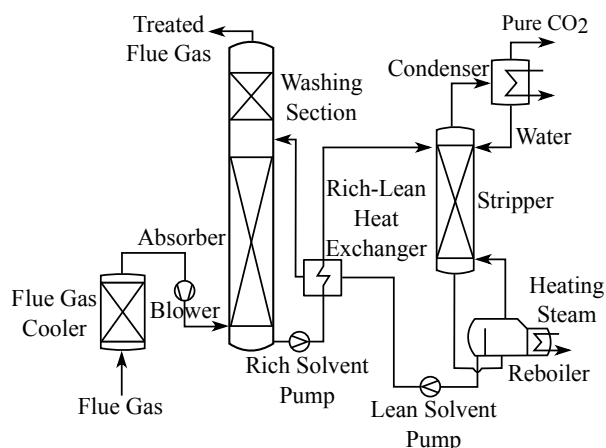 Treated
Flue Gas
Pure CO2
Condenser
Washing
Section
Water
Rich-Lean
Heat
Exchanger
Stripper
Absorber
Flue Gas
Cooler
Blower
Heating
Steam
Rich Solvent
Pump
Reboiler
Flue Gas
Lean Solvent
Pump